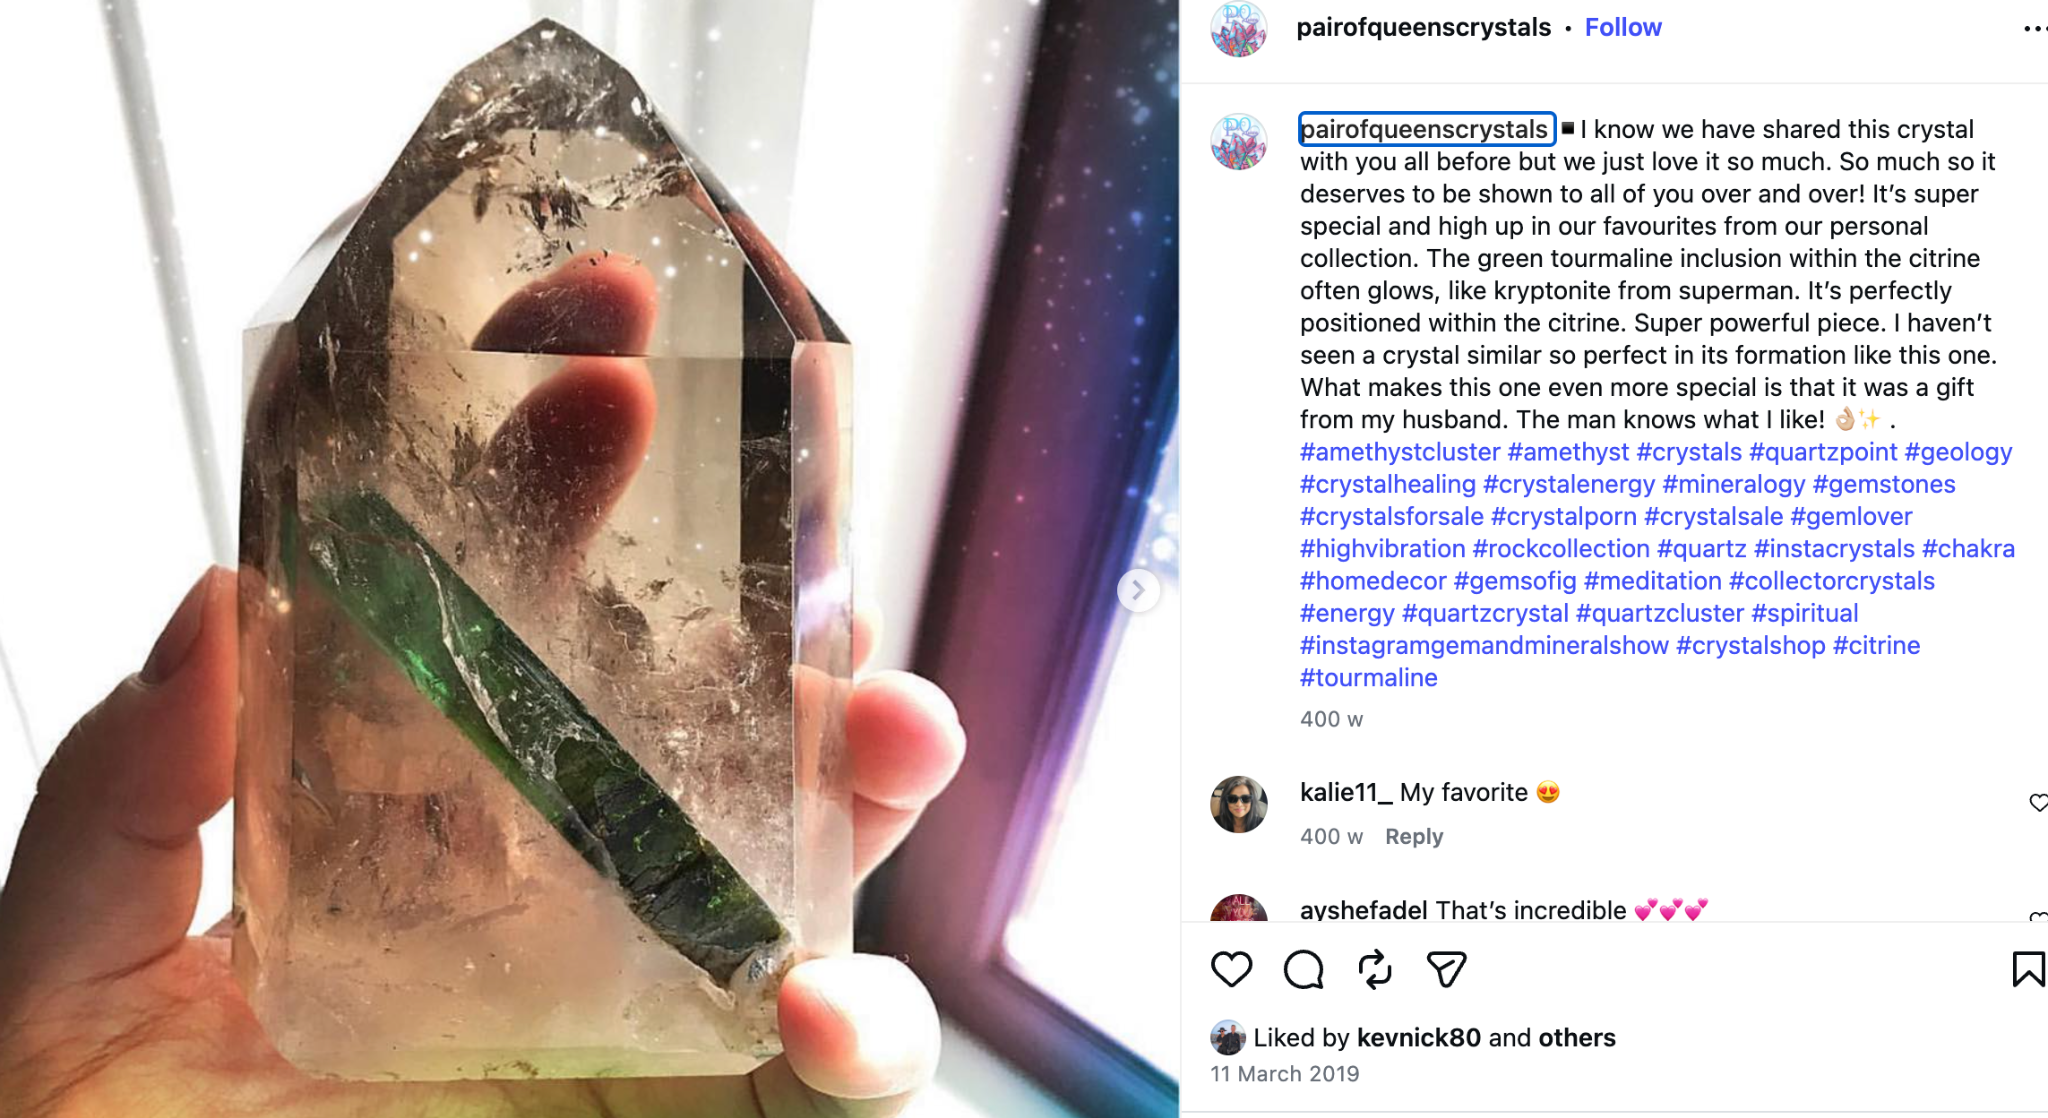 pairofqueenscrystals • Follow
pairofqueenscrystals ▪️I know we have shared this crystal
with you all before but we just love it so much. So much so it
deserves to be shown to all of you over and over! It’s super
special and high up in our favourites from our personal
collection. The green tourmaline inclusion within the citrine
often glows, like kryptonite from superman. It’s perfectly
positioned within the citrine. Super powerful piece. I haven’t
seen a crystal similar so perfect in its formation like this one.
What makes this one even more special is that it was a gift
from my husband. The man knows what I like! 👌🏼✨ .
#amethystcluster #amethyst #crystals #quartzpoint #geology
#crystalhealing #crystalenergy #mineralogy #gemstones
#crystalsforsale #crystalporn #crystalsale #gemlover
#highvibration #rockcollection #quartz #instacrystals #chakra
#homedecor #gemsofig #meditation #collectorcrystals
#energy #quartzcrystal #quartzcluster #spiritual
#instagramgemandmineralshow #crystalshop #citrine
#tourmaline
400 w
kalie11_ My favorite 😍
400 w Reply
ayshefadel That’s incredible 💕💕💕
Liked by kevnick80 and others
11 March 2019